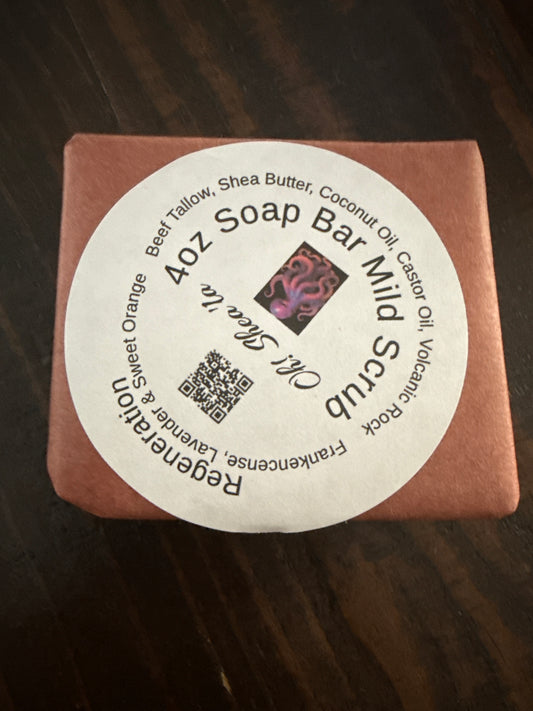 Beef Tallow, Shea Butter, Coconut Oil, Castor Oil, Volcanic Rock
4oz Soap Bar Mild Scrub
Oh! Shea'la
Frankencense, Lavender & Sweet Orange
Regeneration